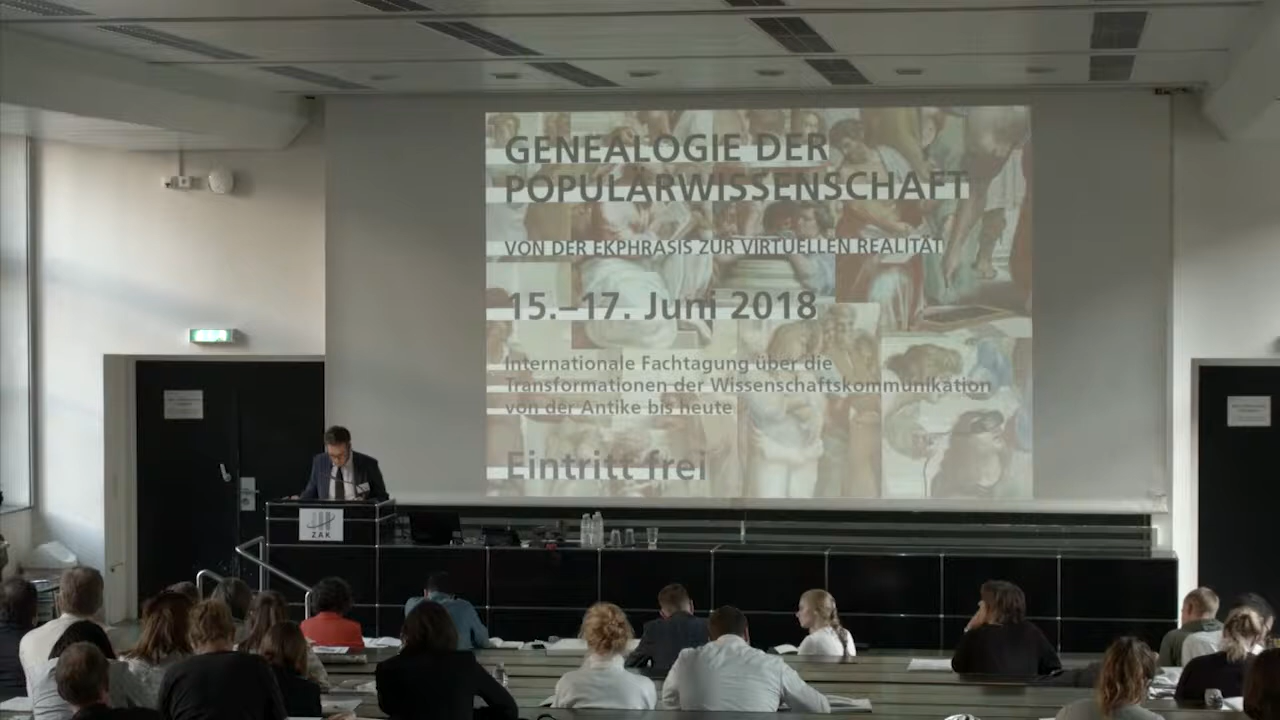 GENEALOGIE DER
POPULÄRWISSENSCHAFT
VON DER EKPHRASIS ZUR VIRTUELLEN REALITÄT
15.–17. Juni 2018
Internationale Fachtagung über die
Transformationen der Wissenschaftskommunikation
von der Antike bis heute
Eintritt frei
ZAK